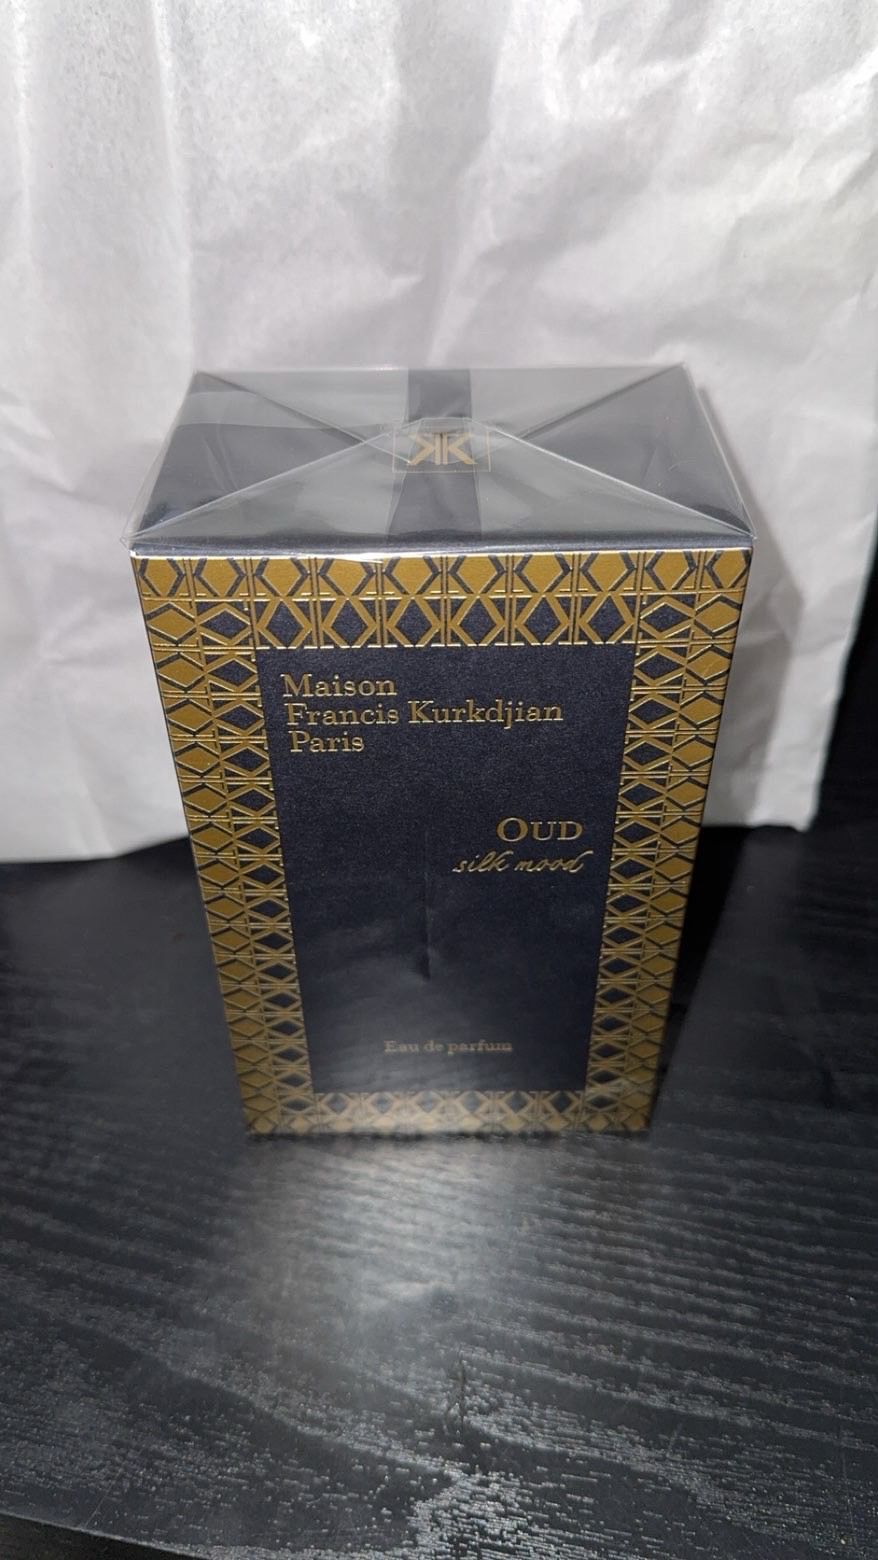 Maison
Francis Kurkdjian
Paris
OUD
silk mood
Eau de parfum